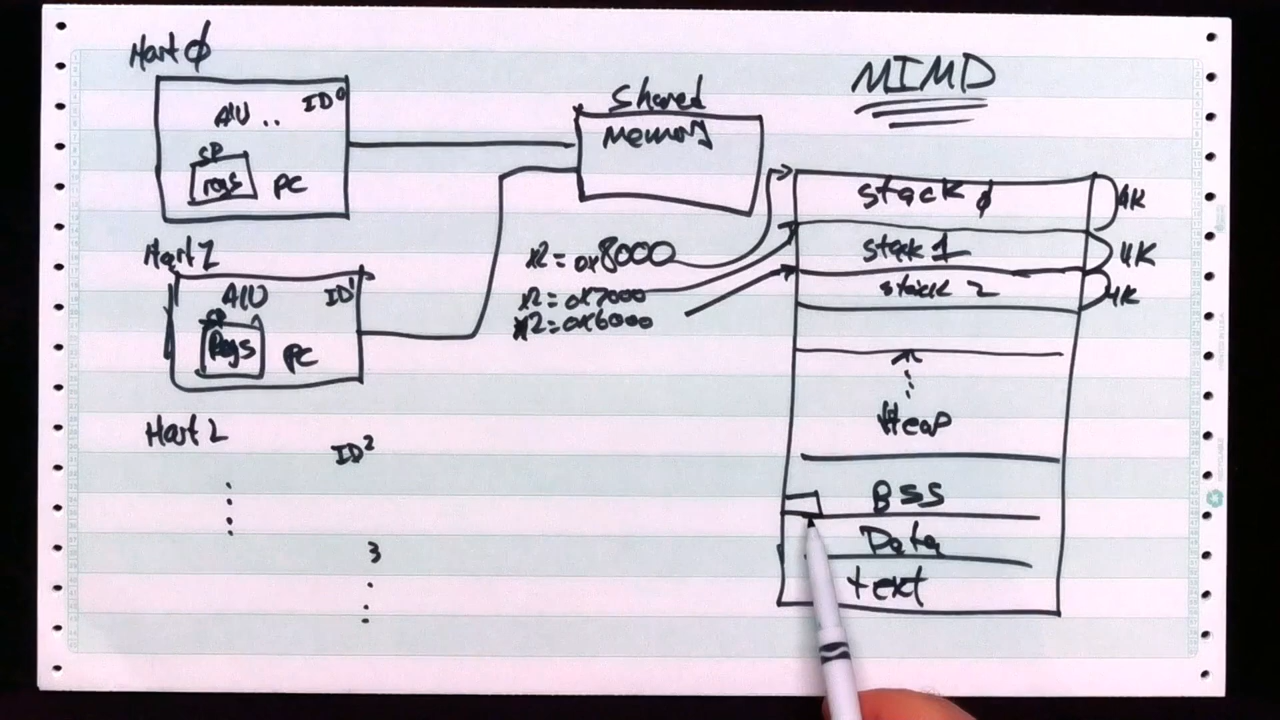 Hart 0
ALU .. ID0
SP
regs PC
Hart 1
ALU ID1
SP
Regs PC
Hart 2
ID2
3
Shared
Memory
MIMD
x2=0x8000
x2=0x7000
x2=0x6000
stack 0 4K
stack 1 4K
stack 2 4K
Heap
BSS
Data
text